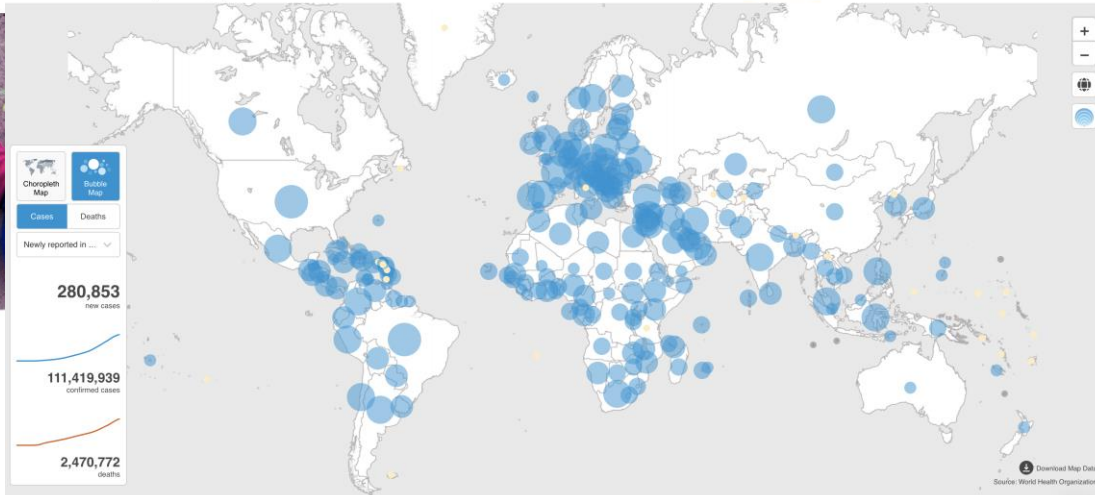 +
−
Choropleth
Map
Bubble
Map
Cases
Deaths
Newly reported in ...
280,853
new cases
111,419,939
confirmed cases
2,470,772
deaths
Download Map Data
Source: World Health Organization